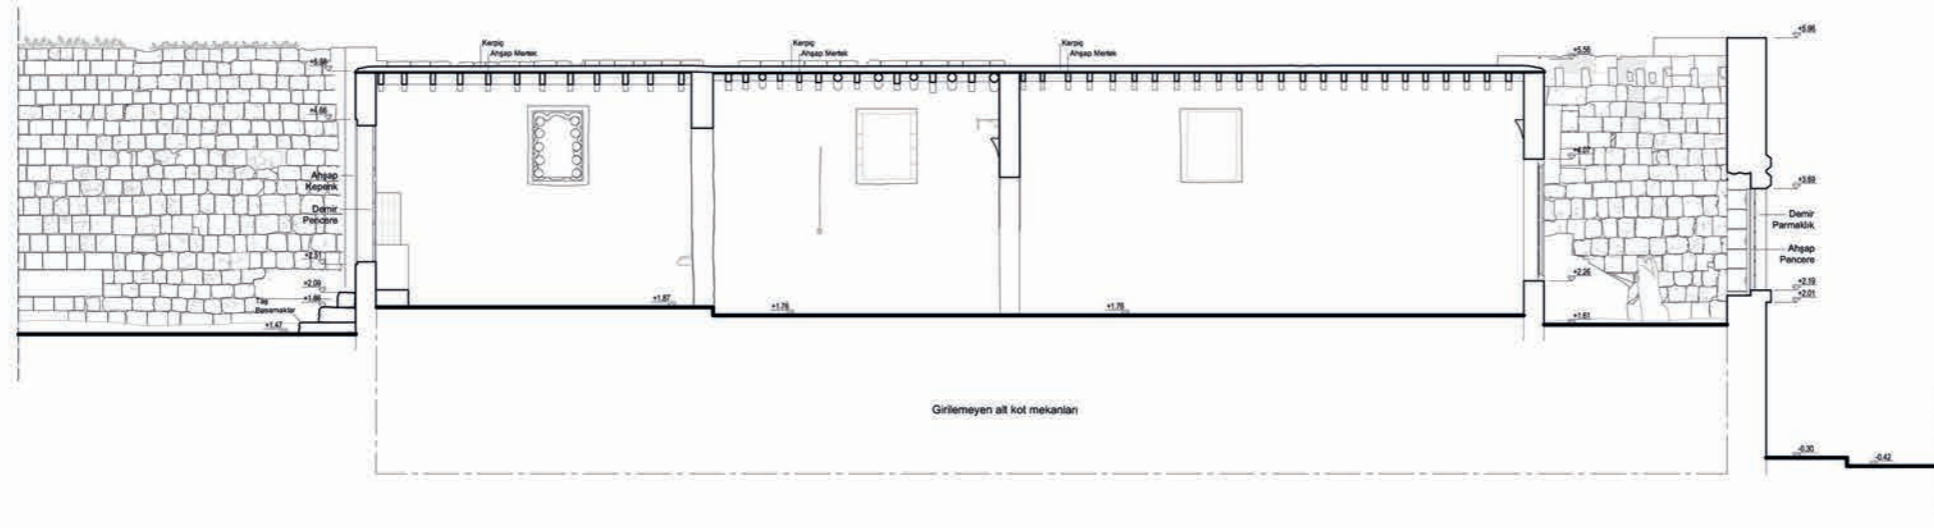 Kerpiç
Ahşap Mertek
Kerpiç
Ahşap Mertek
Kerpiç
Ahşap Mertek
+5.56
+5.95
+4.66
Ahşap
Kepenk
Demir
Pencere
+2.51
+2.09
+1.86
Taş
Basamaklar
+1.47
+1.87
+1.76
+1.76
+4.07
+2.26
+1.61
+3.69
Demir
Parmaklık
Ahşap
Pencere
+2.19
+2.01
Girilemeyen alt kot mekanları
-0.30
-0.42